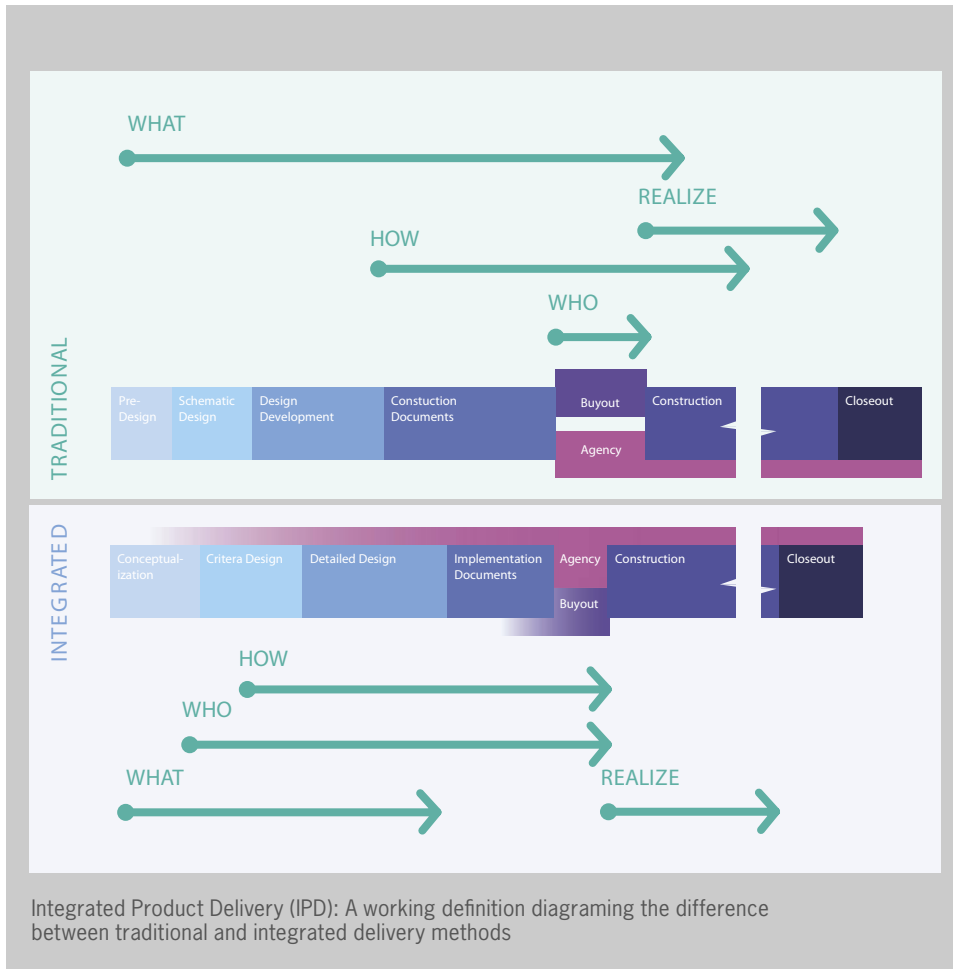 WHAT
REALIZE
HOW
WHO
TRADITIONAL
Pre-
Design
Schematic
Design
Design
Development
Constuction
Documents
Buyout
Agency
Construction
Closeout
INTEGRATED
Conceptual-
ization
Critera Design
Detailed Design
Implementation
Documents
Agency
Buyout
Construction
Closeout
HOW
WHO
WHAT
REALIZE
Integrated Product Delivery (IPD): A working definition diagraming the difference
between traditional and integrated delivery methods